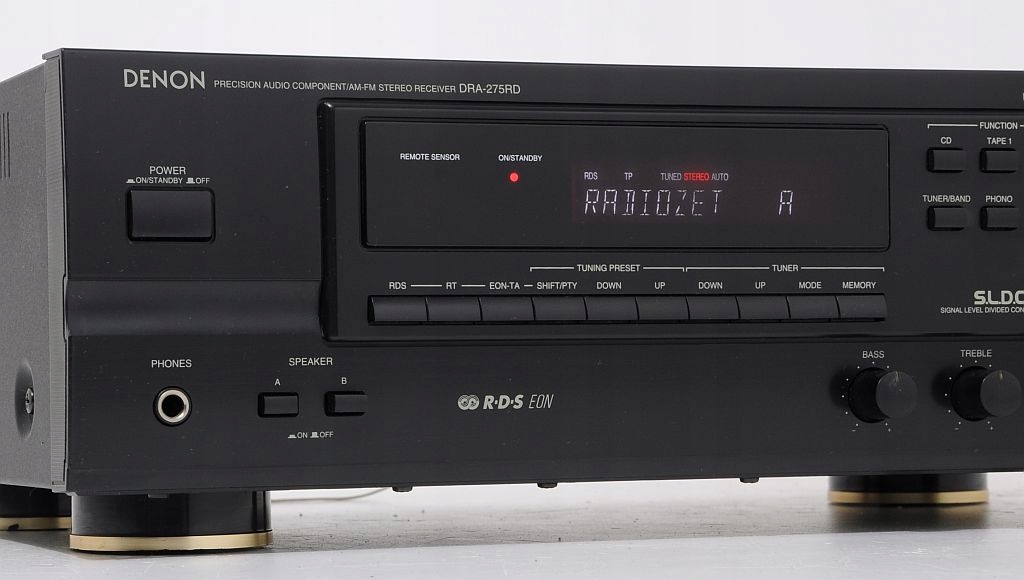 DENON PRECISION AUDIO COMPONENT/AM-FM STEREO RECEIVER DRA-275RD
POWER
ON/STANDBY OFF
REMOTE SENSOR
ON/STANDBY
RDS TP TUNED STEREO AUTO
RADIOZET A
FUNCTION
CD TAPE 1
TUNER/BAND PHONO
TUNING PRESET TUNER
RDS RT EON-TA SHIFT/PTY DOWN UP DOWN UP MODE MEMORY
S.L.D.C
SIGNAL LEVEL DIVIDED CON
PHONES
SPEAKER
A B
ON OFF
R·D·S EON
BASS
- +
TREBLE
- +